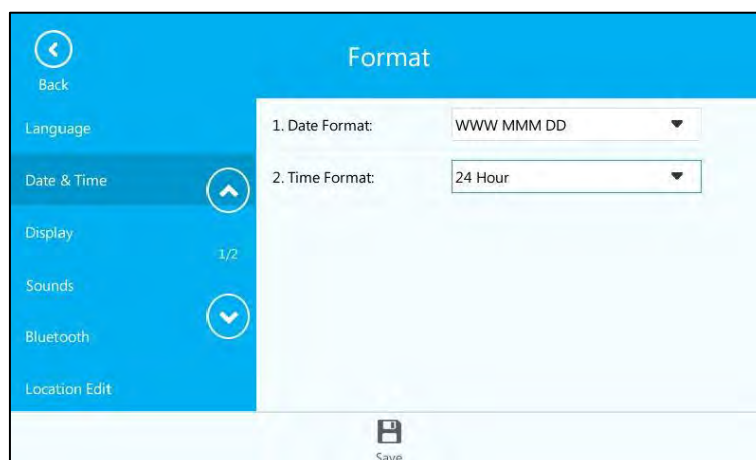 Format
Back
Language
Date & Time
Display
1/2
Sounds
Bluetooth
Location Edit
1. Date Format: WWW MMM DD
2. Time Format: 24 Hour
Save